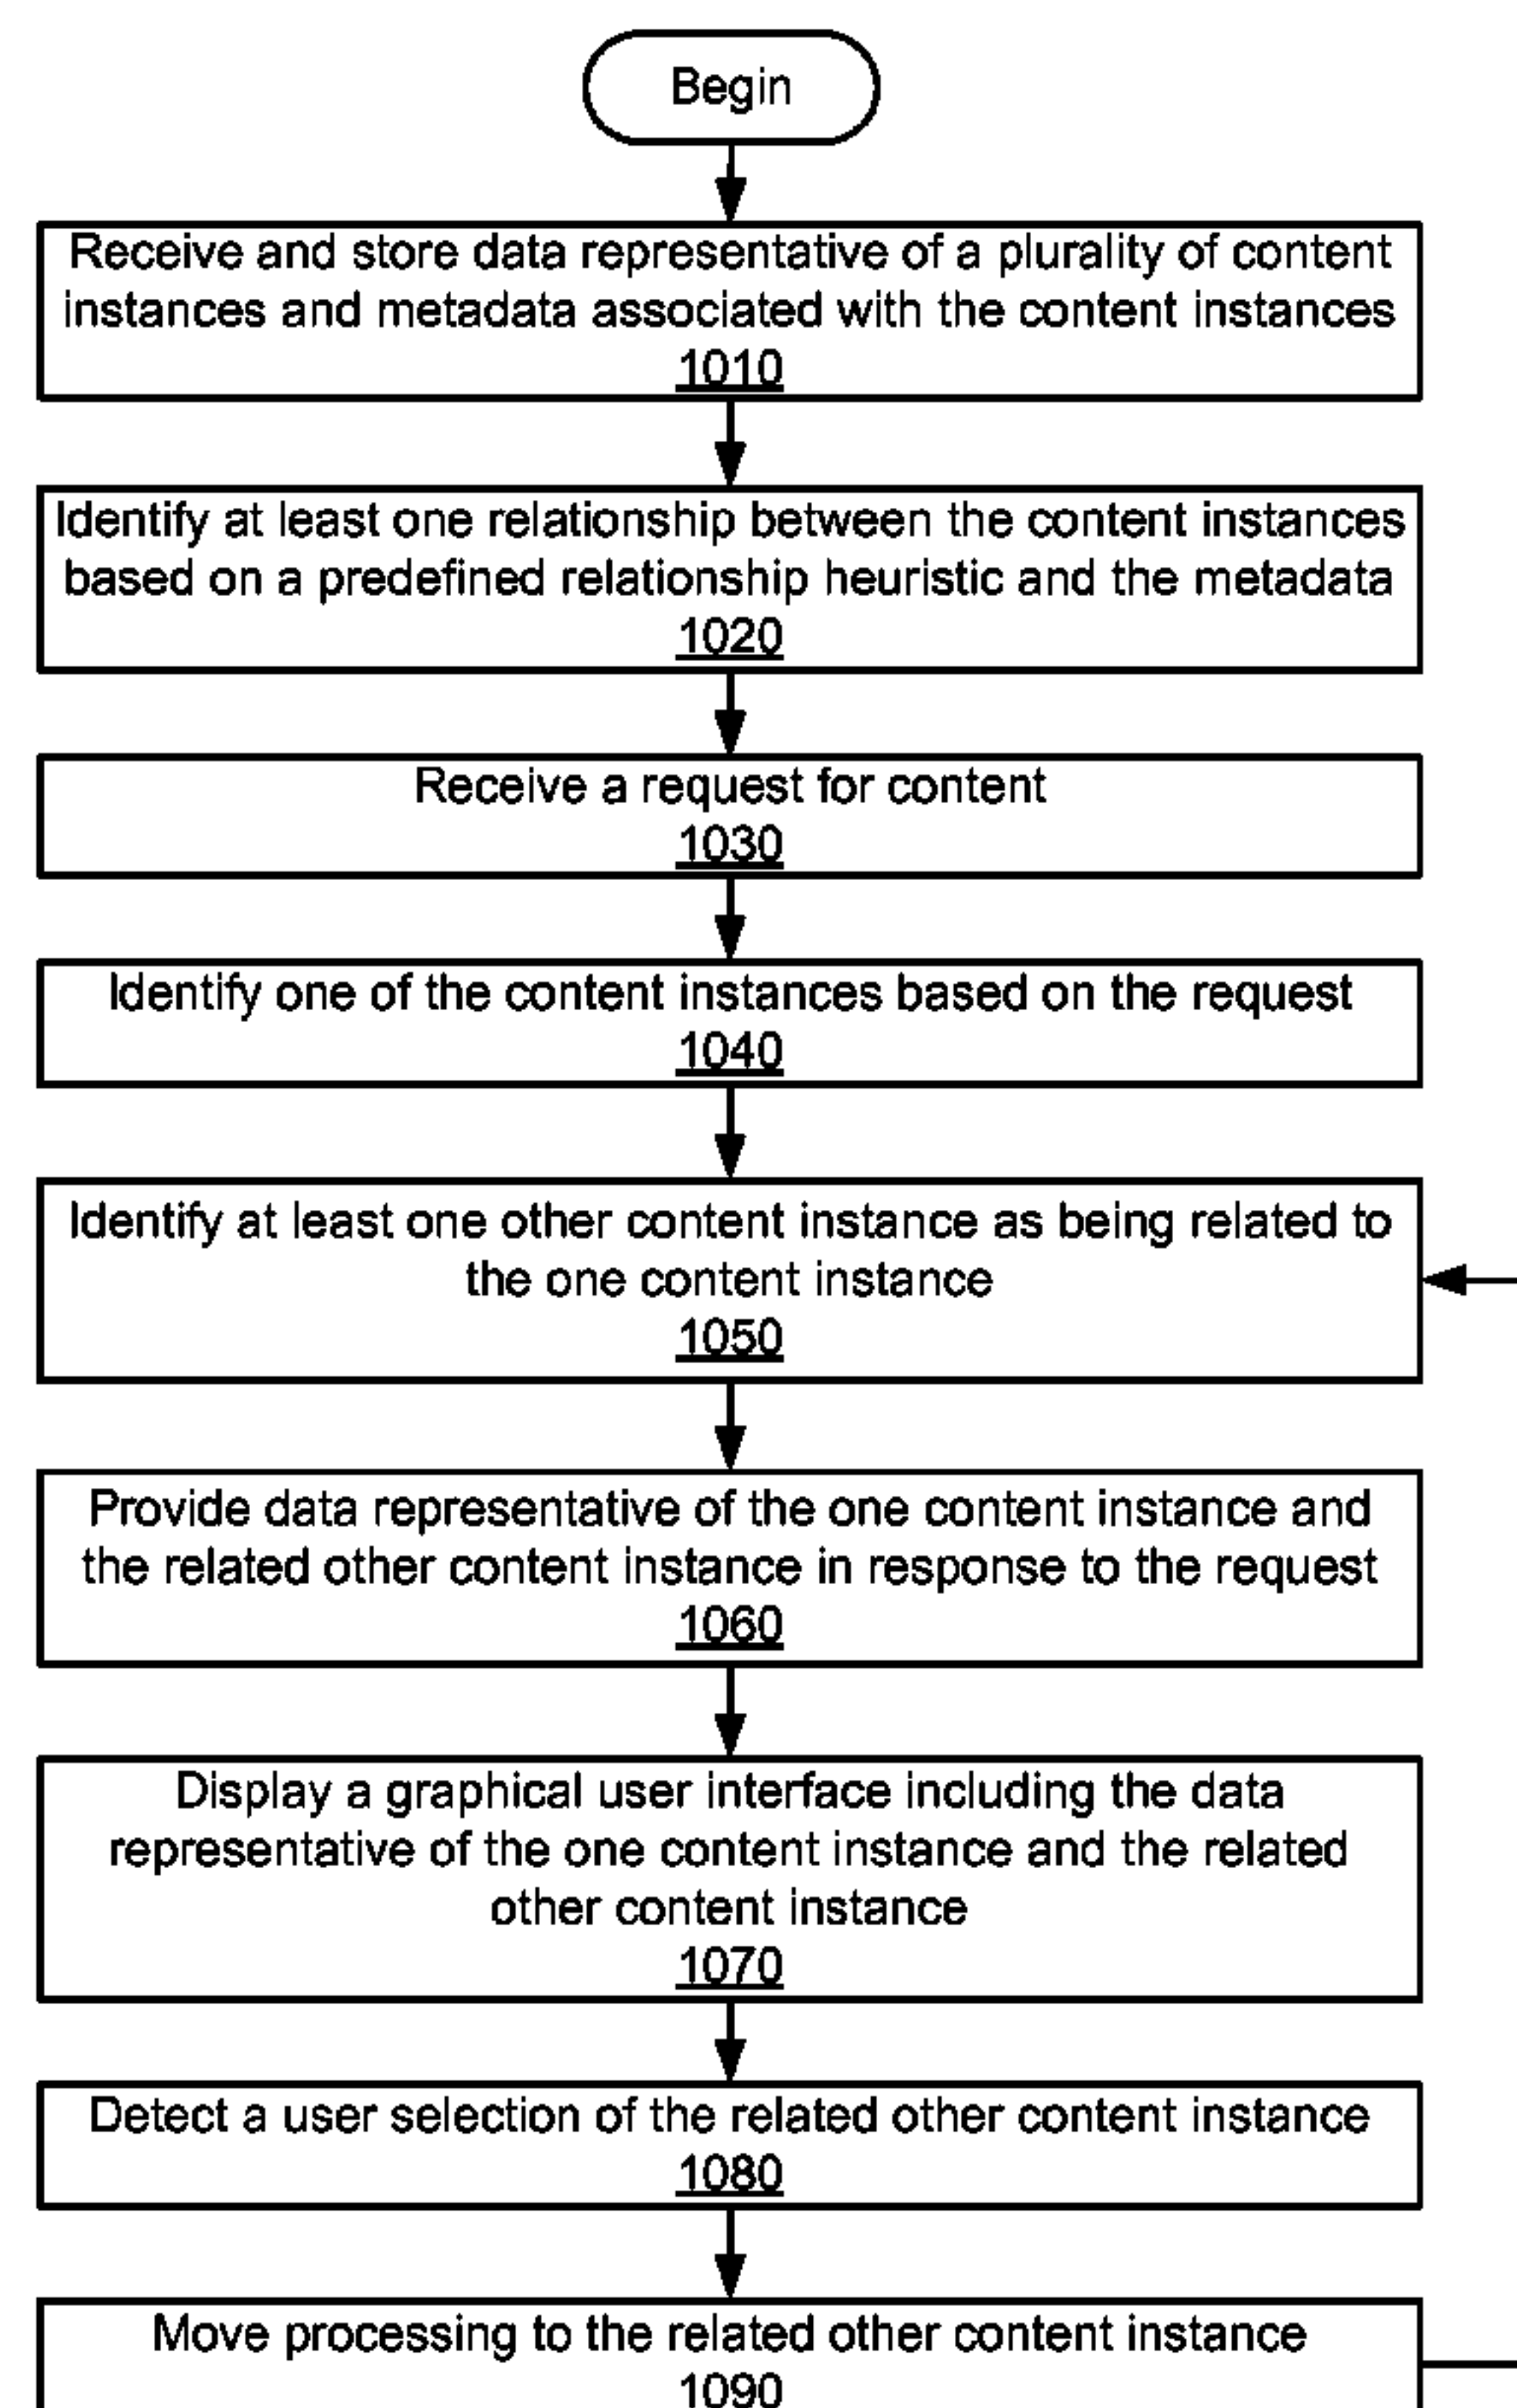 Begin
Receive and store data representative of a plurality of content
instances and metadata associated with the content instances
1010
Identify at least one relationship between the content instances
based on a predefined relationship heuristic and the metadata
1020
Receive a request for content
1030
Identify one of the content instances based on the request
1040
Identify at least one other content instance as being related to
the one content instance
1050
Provide data representative of the one content instance and
the related other content instance in response to the request
1060
Display a graphical user interface including the data
representative of the one content instance and the related
other content instance
1070
Detect a user selection of the related other content instance
1080
Move processing to the related other content instance
1090